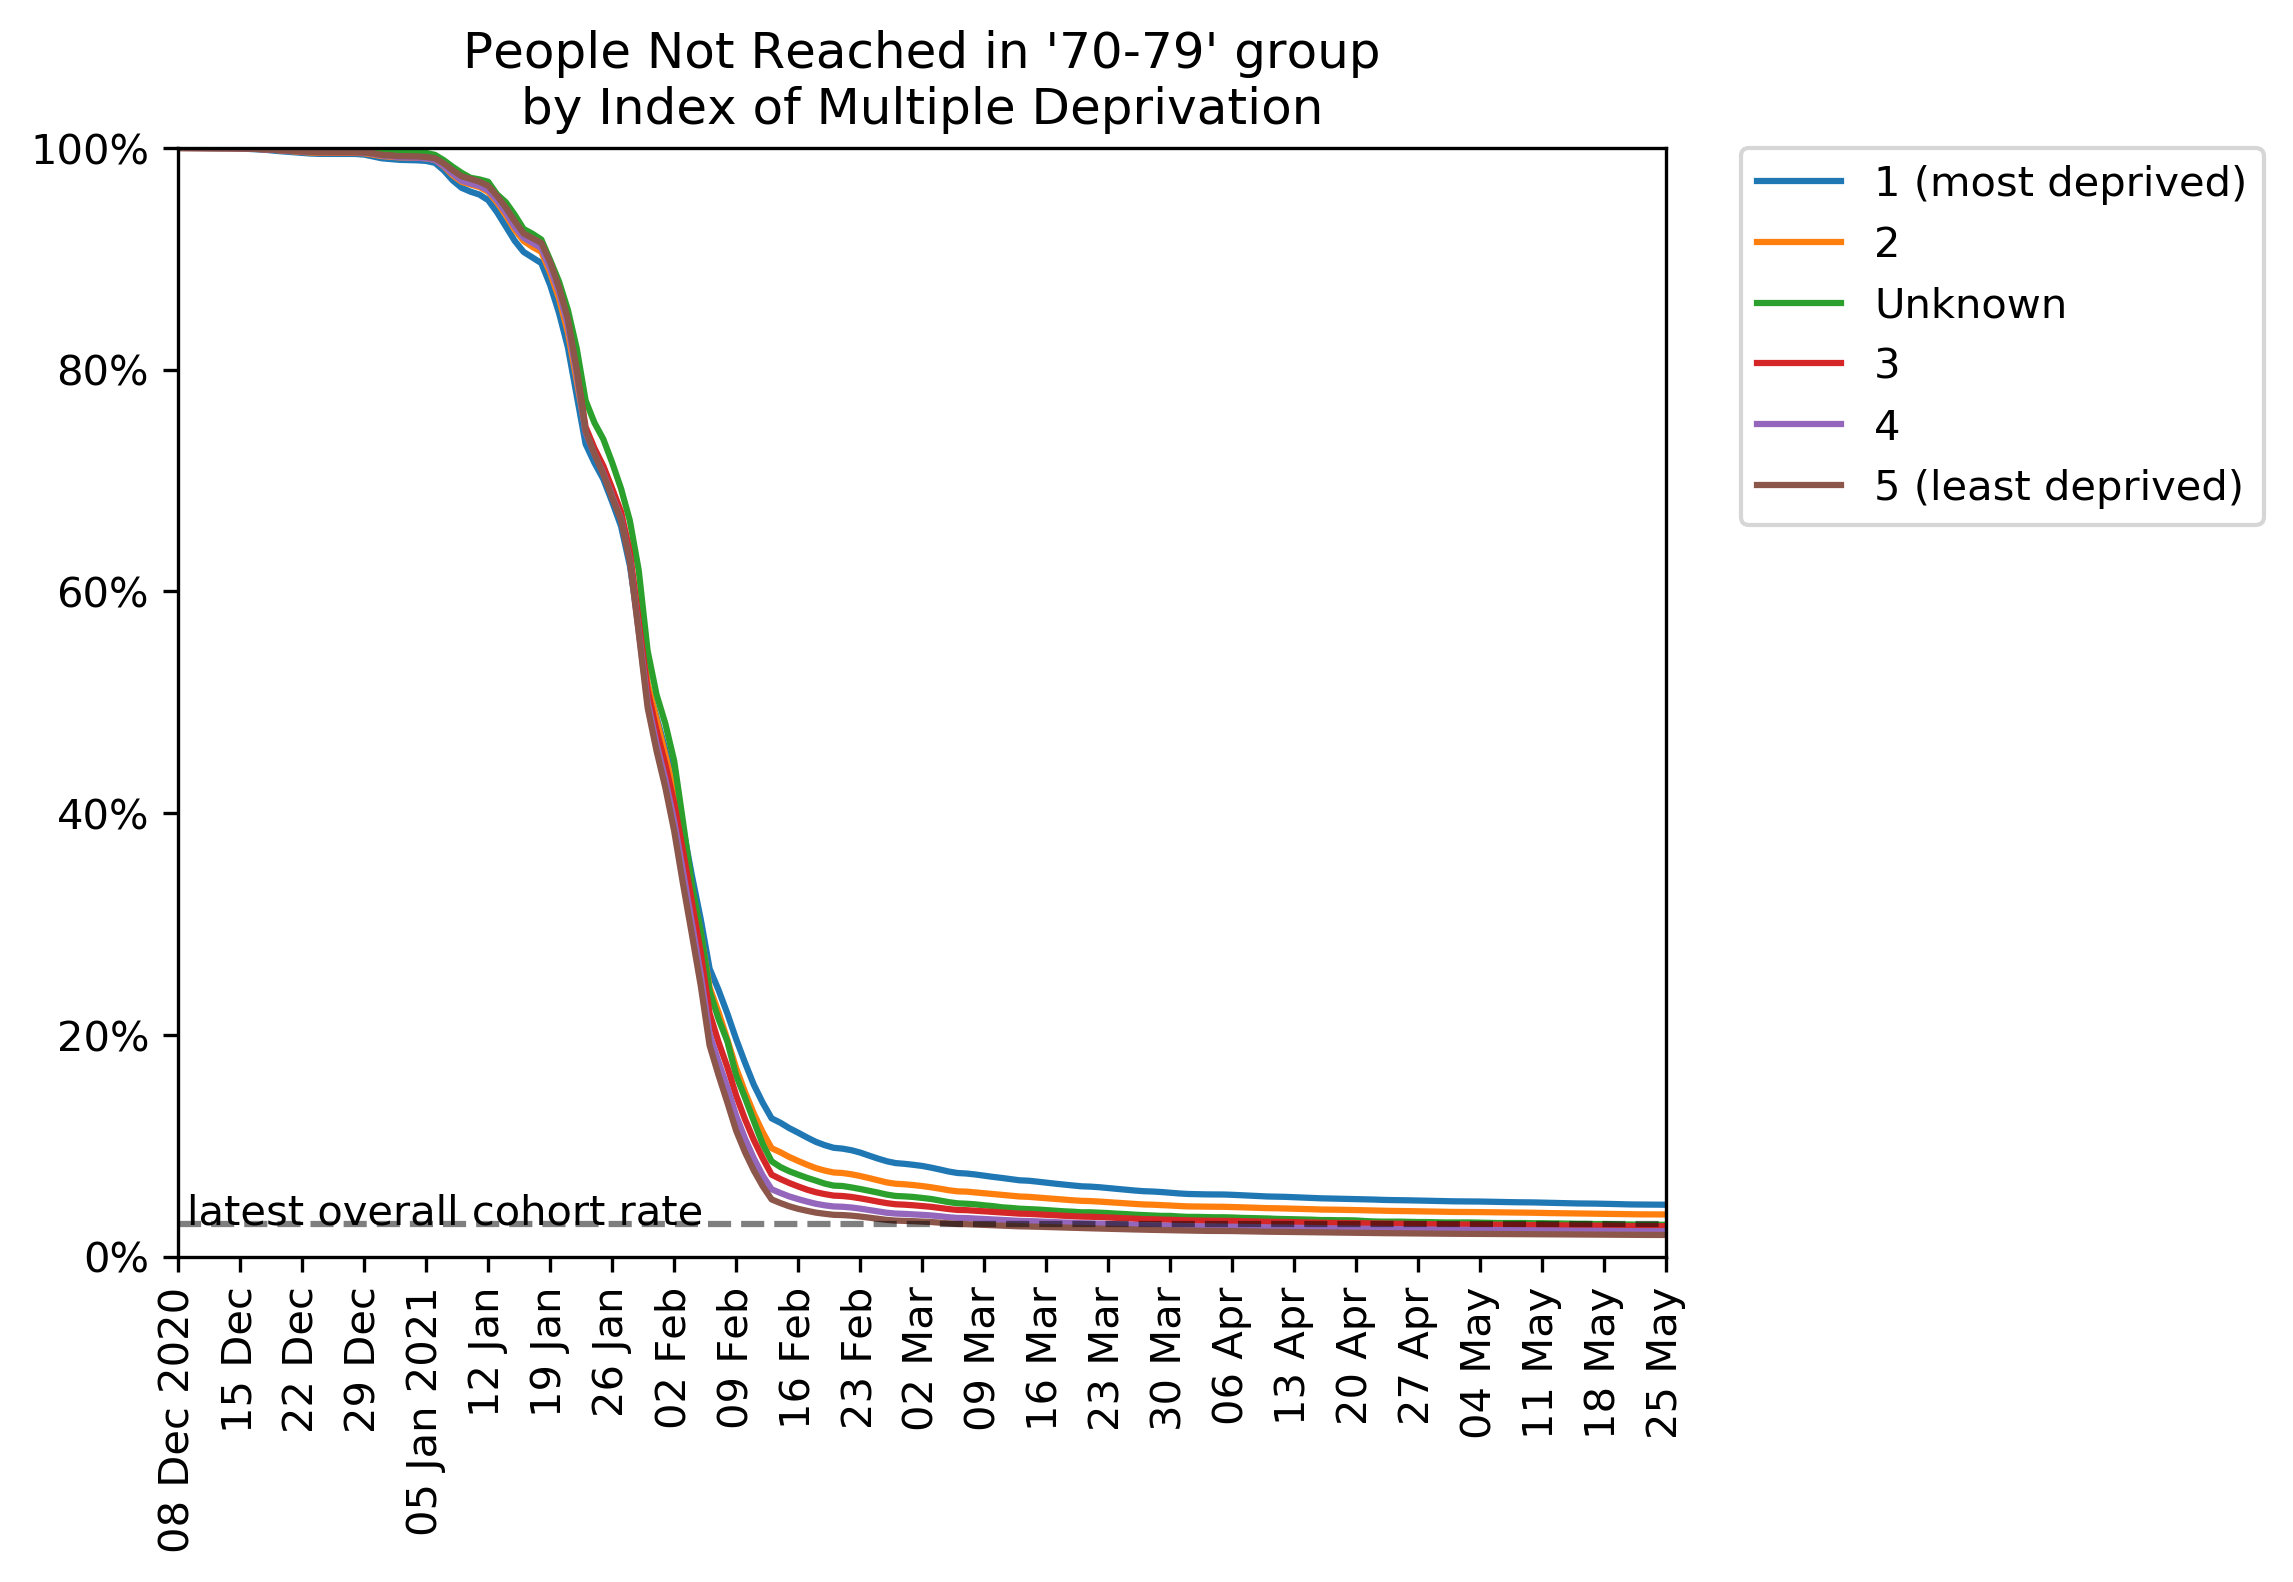 People Not Reached in '70-79' group
by Index of Multiple Deprivation
100%
80%
60%
40%
20%
0%
latest overall cohort rate
08 Dec 2020
15 Dec
22 Dec
29 Dec
05 Jan 2021
12 Jan
19 Jan
26 Jan
02 Feb
09 Feb
16 Feb
23 Feb
02 Mar
09 Mar
16 Mar
23 Mar
30 Mar
06 Apr
13 Apr
20 Apr
27 Apr
04 May
11 May
18 May
25 May
1 (most deprived)
2
Unknown
3
4
5 (least deprived)